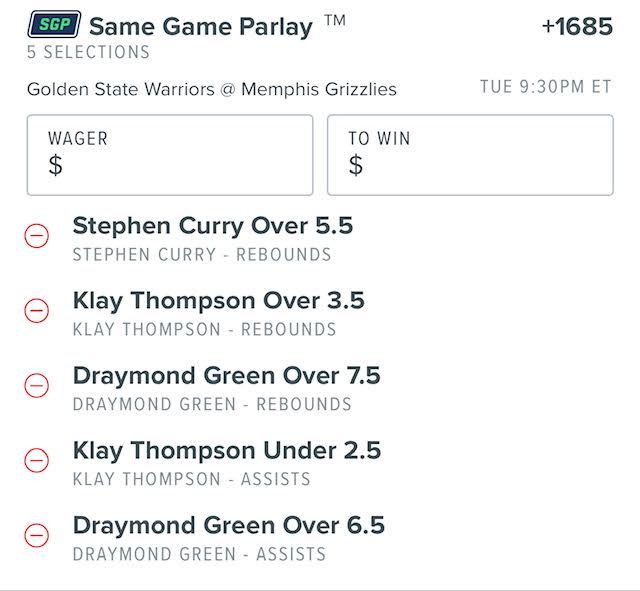 SGP Same Game Parlay ™ +1685
5 SELECTIONS
Golden State Warriors @ Memphis Grizzlies TUE 9:30PM ET
WAGER TO WIN
$ $
Stephen Curry Over 5.5
STEPHEN CURRY - REBOUNDS
Klay Thompson Over 3.5
KLAY THOMPSON - REBOUNDS
Draymond Green Over 7.5
DRAYMOND GREEN - REBOUNDS
Klay Thompson Under 2.5
KLAY THOMPSON - ASSISTS
Draymond Green Over 6.5
DRAYMOND GREEN - ASSISTS